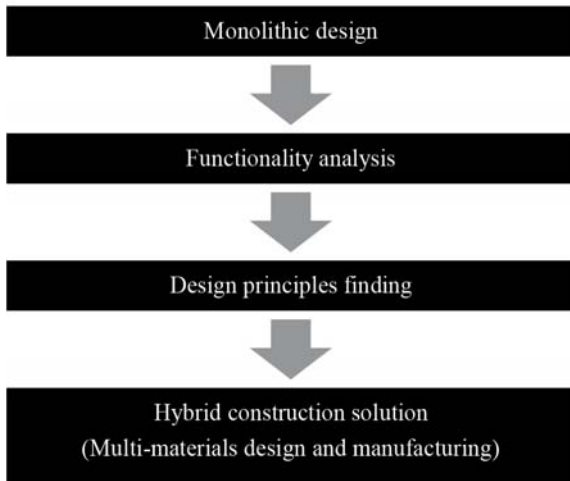 Monolithic design
Functionality analysis
Design principles finding
Hybrid construction solution
(Multi-materials design and manufacturing)